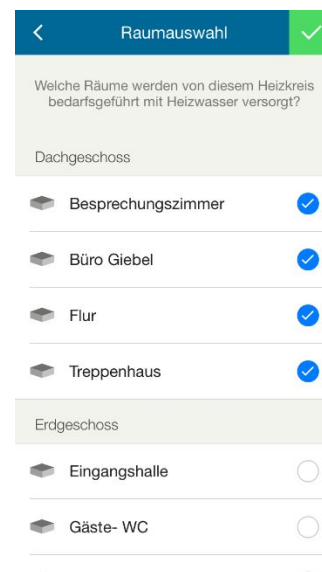 Raumauswahl
Welche Räume werden von diesem Heizkreis
bedarfsgeführt mit Heizwasser versorgt?
Dachgeschoss
Besprechungszimmer
Büro Giebel
Flur
Treppenhaus
Erdgeschoss
Eingangshalle
Gäste- WC